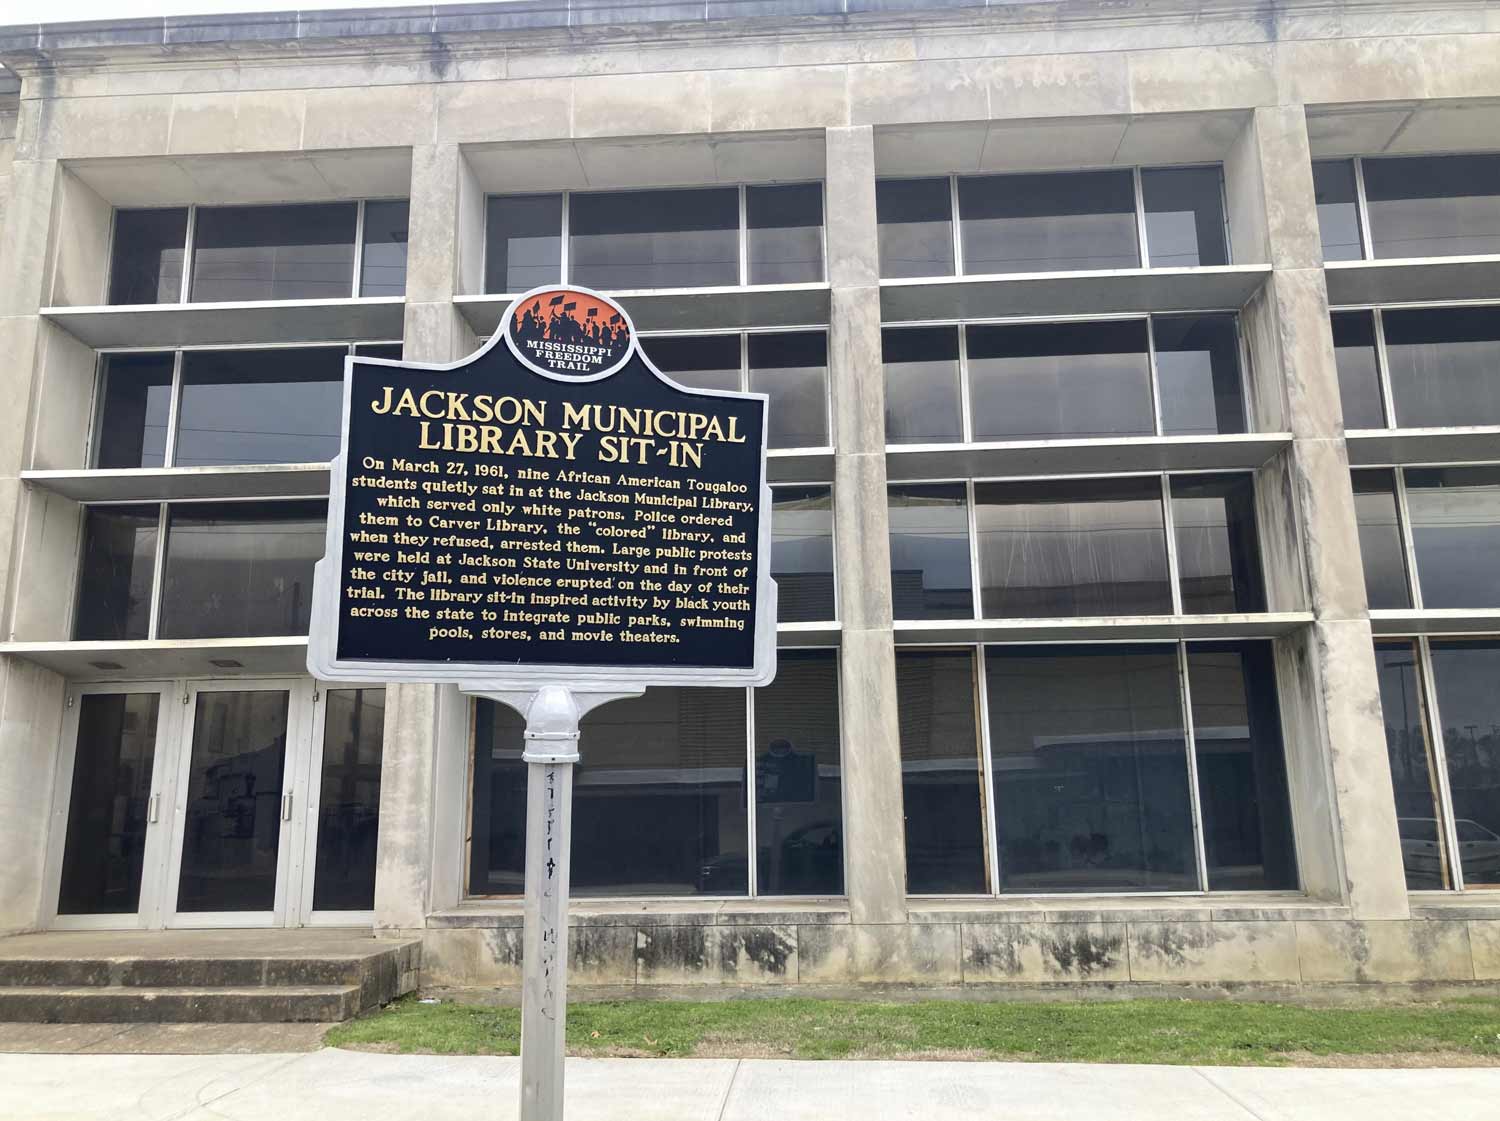 MISSISSIPPI
FREEDOM
TRAIL
JACKSON MUNICIPAL
LIBRARY SIT-IN
On March 27, 1961, nine African American Tougaloo
students quietly sat in at the Jackson Municipal Library,
which served only white patrons. Police ordered
them to Carver Library, the "colored" library, and
when they refused, arrested them. Large public protests
were held at Jackson State University and in front of
the city jail, and violence erupted on the day of their
trial. The library sit-in inspired activity by black youth
across the state to integrate public parks, swimming
pools, stores, and movie theaters.